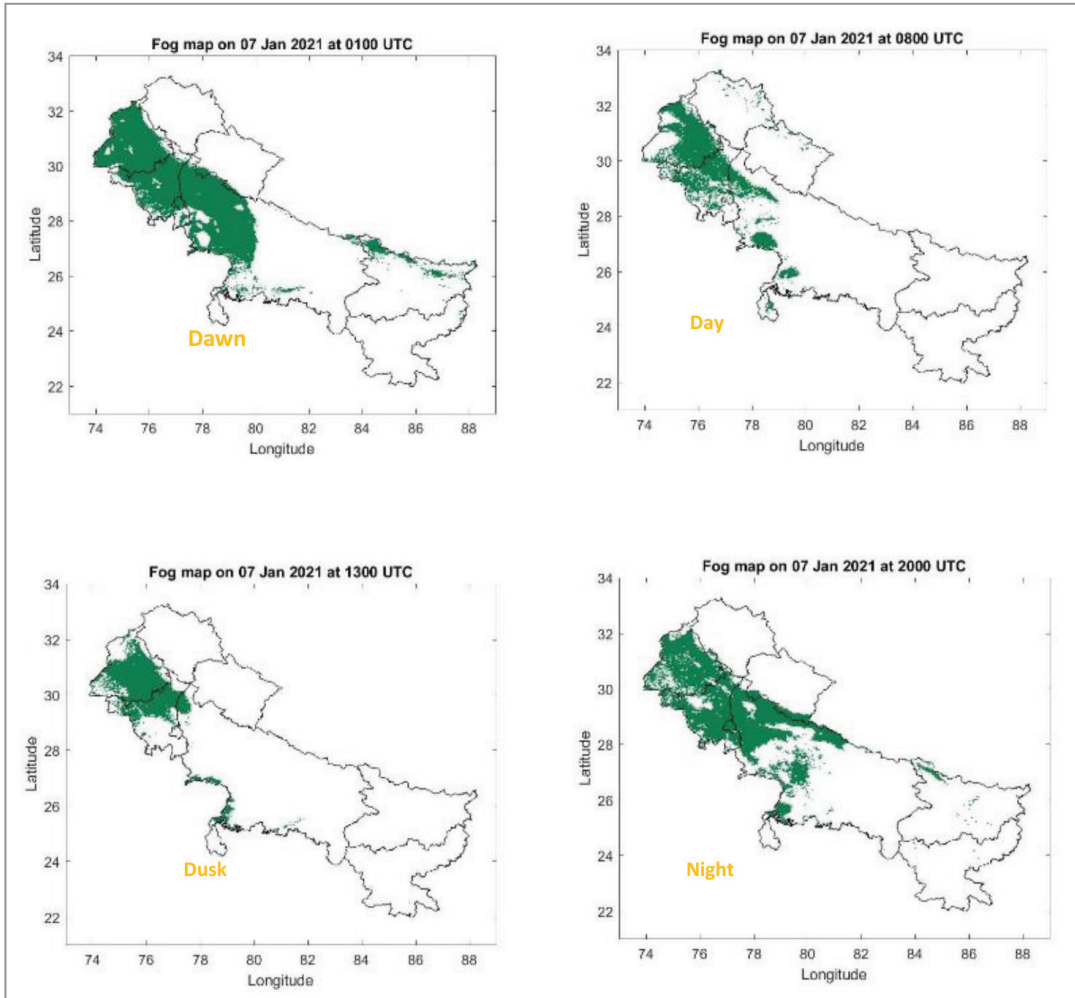 Fog map on 07 Jan 2021 at 0100 UTC
34
32
30
28
26
24
22
Latitude
Dawn
74 76 78 80 82 84 86 88
Longitude
Fog map on 07 Jan 2021 at 0800 UTC
34
32
30
28
26
24
22
Latitude
Day
74 76 78 80 82 84 86 88
Longitude
Fog map on 07 Jan 2021 at 1300 UTC
34
32
30
28
26
24
22
Latitude
Dusk
74 76 78 80 82 84 86 88
Longitude
Fog map on 07 Jan 2021 at 2000 UTC
34
32
30
28
26
24
22
Latitude
Night
74 76 78 80 82 84 86 88
Longitude